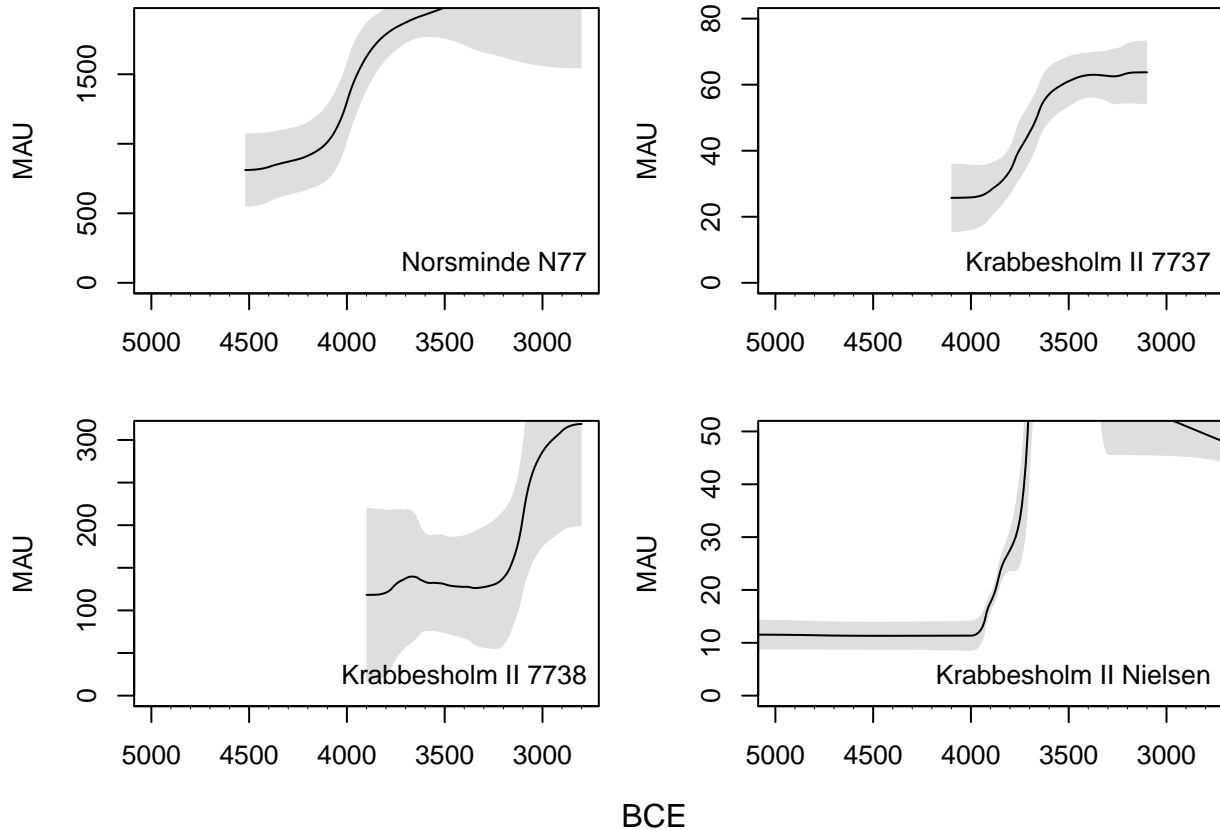 MAU
0
500
1500
5000 4500 4000 3500 3000
Norsminde N77
MAU
0
20
40
60
80
5000 4500 4000 3500 3000
Krabbesholm II 7737
MAU
0
100
200
300
5000 4500 4000 3500 3000
Krabbesholm II 7738
MAU
0
10
20
30
40
50
5000 4500 4000 3500 3000
Krabbesholm II Nielsen
BCE